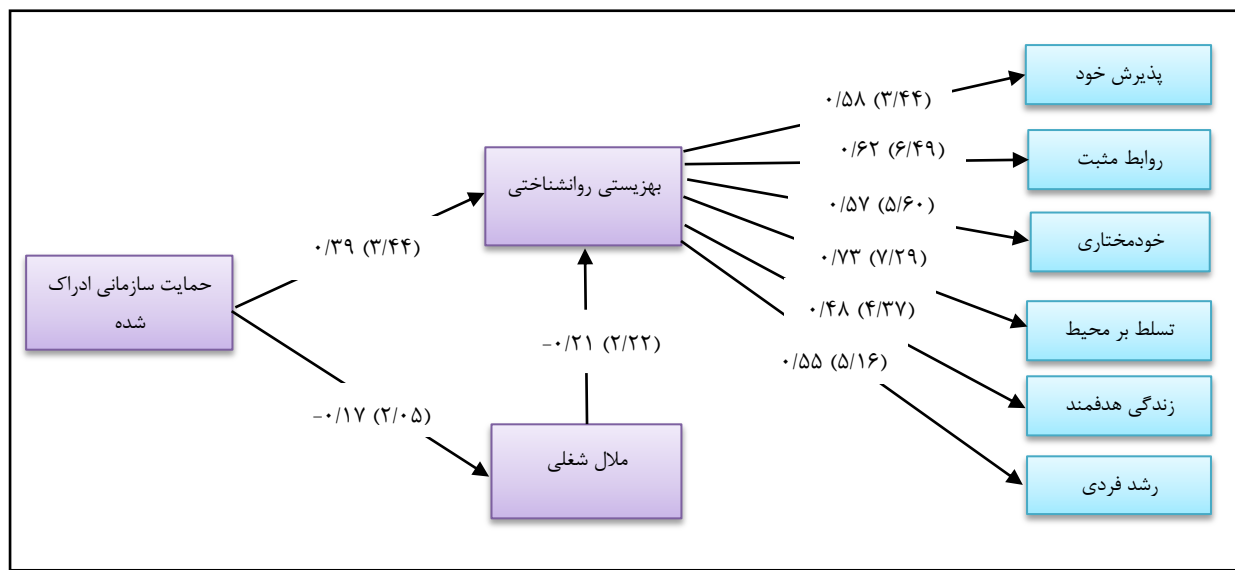 پذیرش خود
۰/۵۸ (۳/۴۴)
روابط مثبت
۰/۶۲ (۶/۴۹)
بهزیستی روانشناختی
خودمختاری
۰/۵۷ (۵/۶۰)
۰/۳۹ (۳/۴۴)
۰/۷۳ (۷/۲۹)
حمایت سازمانی ادراک
شده
تسلط بر محیط
۰/۴۸ (۴/۳۷)
-۰/۲۱ (۲/۲۲)
۰/۵۵ (۵/۱۶)
زندگی هدفمند
-۰/۱۷ (۲/۰۵)
ملال شغلی
رشد فردی